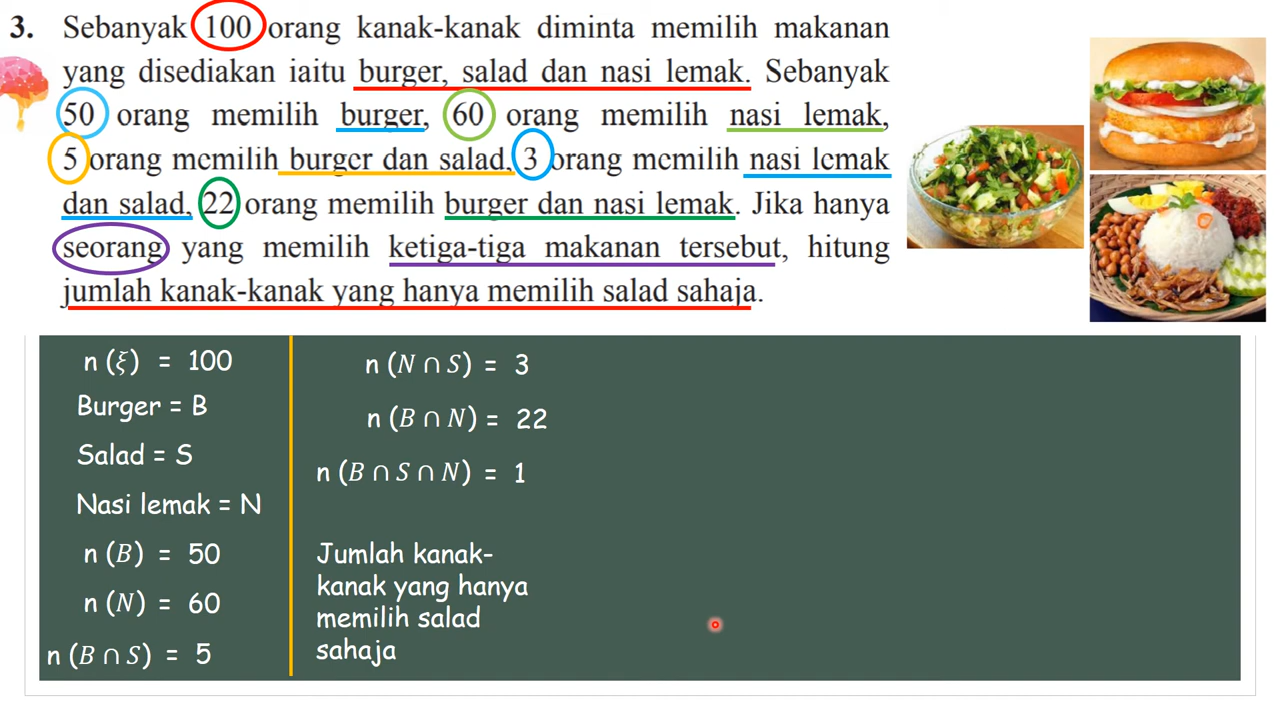 3. Sebanyak 100 orang kanak-kanak diminta memilih makanan
yang disediakan iaitu burger, salad dan nasi lemak. Sebanyak
50 orang memilih burger, 60 orang memilih nasi lemak,
5 orang memilih burger dan salad, 3 orang memilih nasi lemak
dan salad, 22 orang memilih burger dan nasi lemak. Jika hanya
seorang yang memilih ketiga-tiga makanan tersebut, hitung
jumlah kanak-kanak yang hanya memilih salad sahaja.
n (ξ) = 100
Burger = B
Salad = S
Nasi lemak = N
n (B) = 50
n (N) = 60
n (B ∩ S) = 5
n (N ∩ S) = 3
n (B ∩ N) = 22
n (B ∩ S ∩ N) = 1
Jumlah kanak-
kanak yang hanya
memilih salad
sahaja